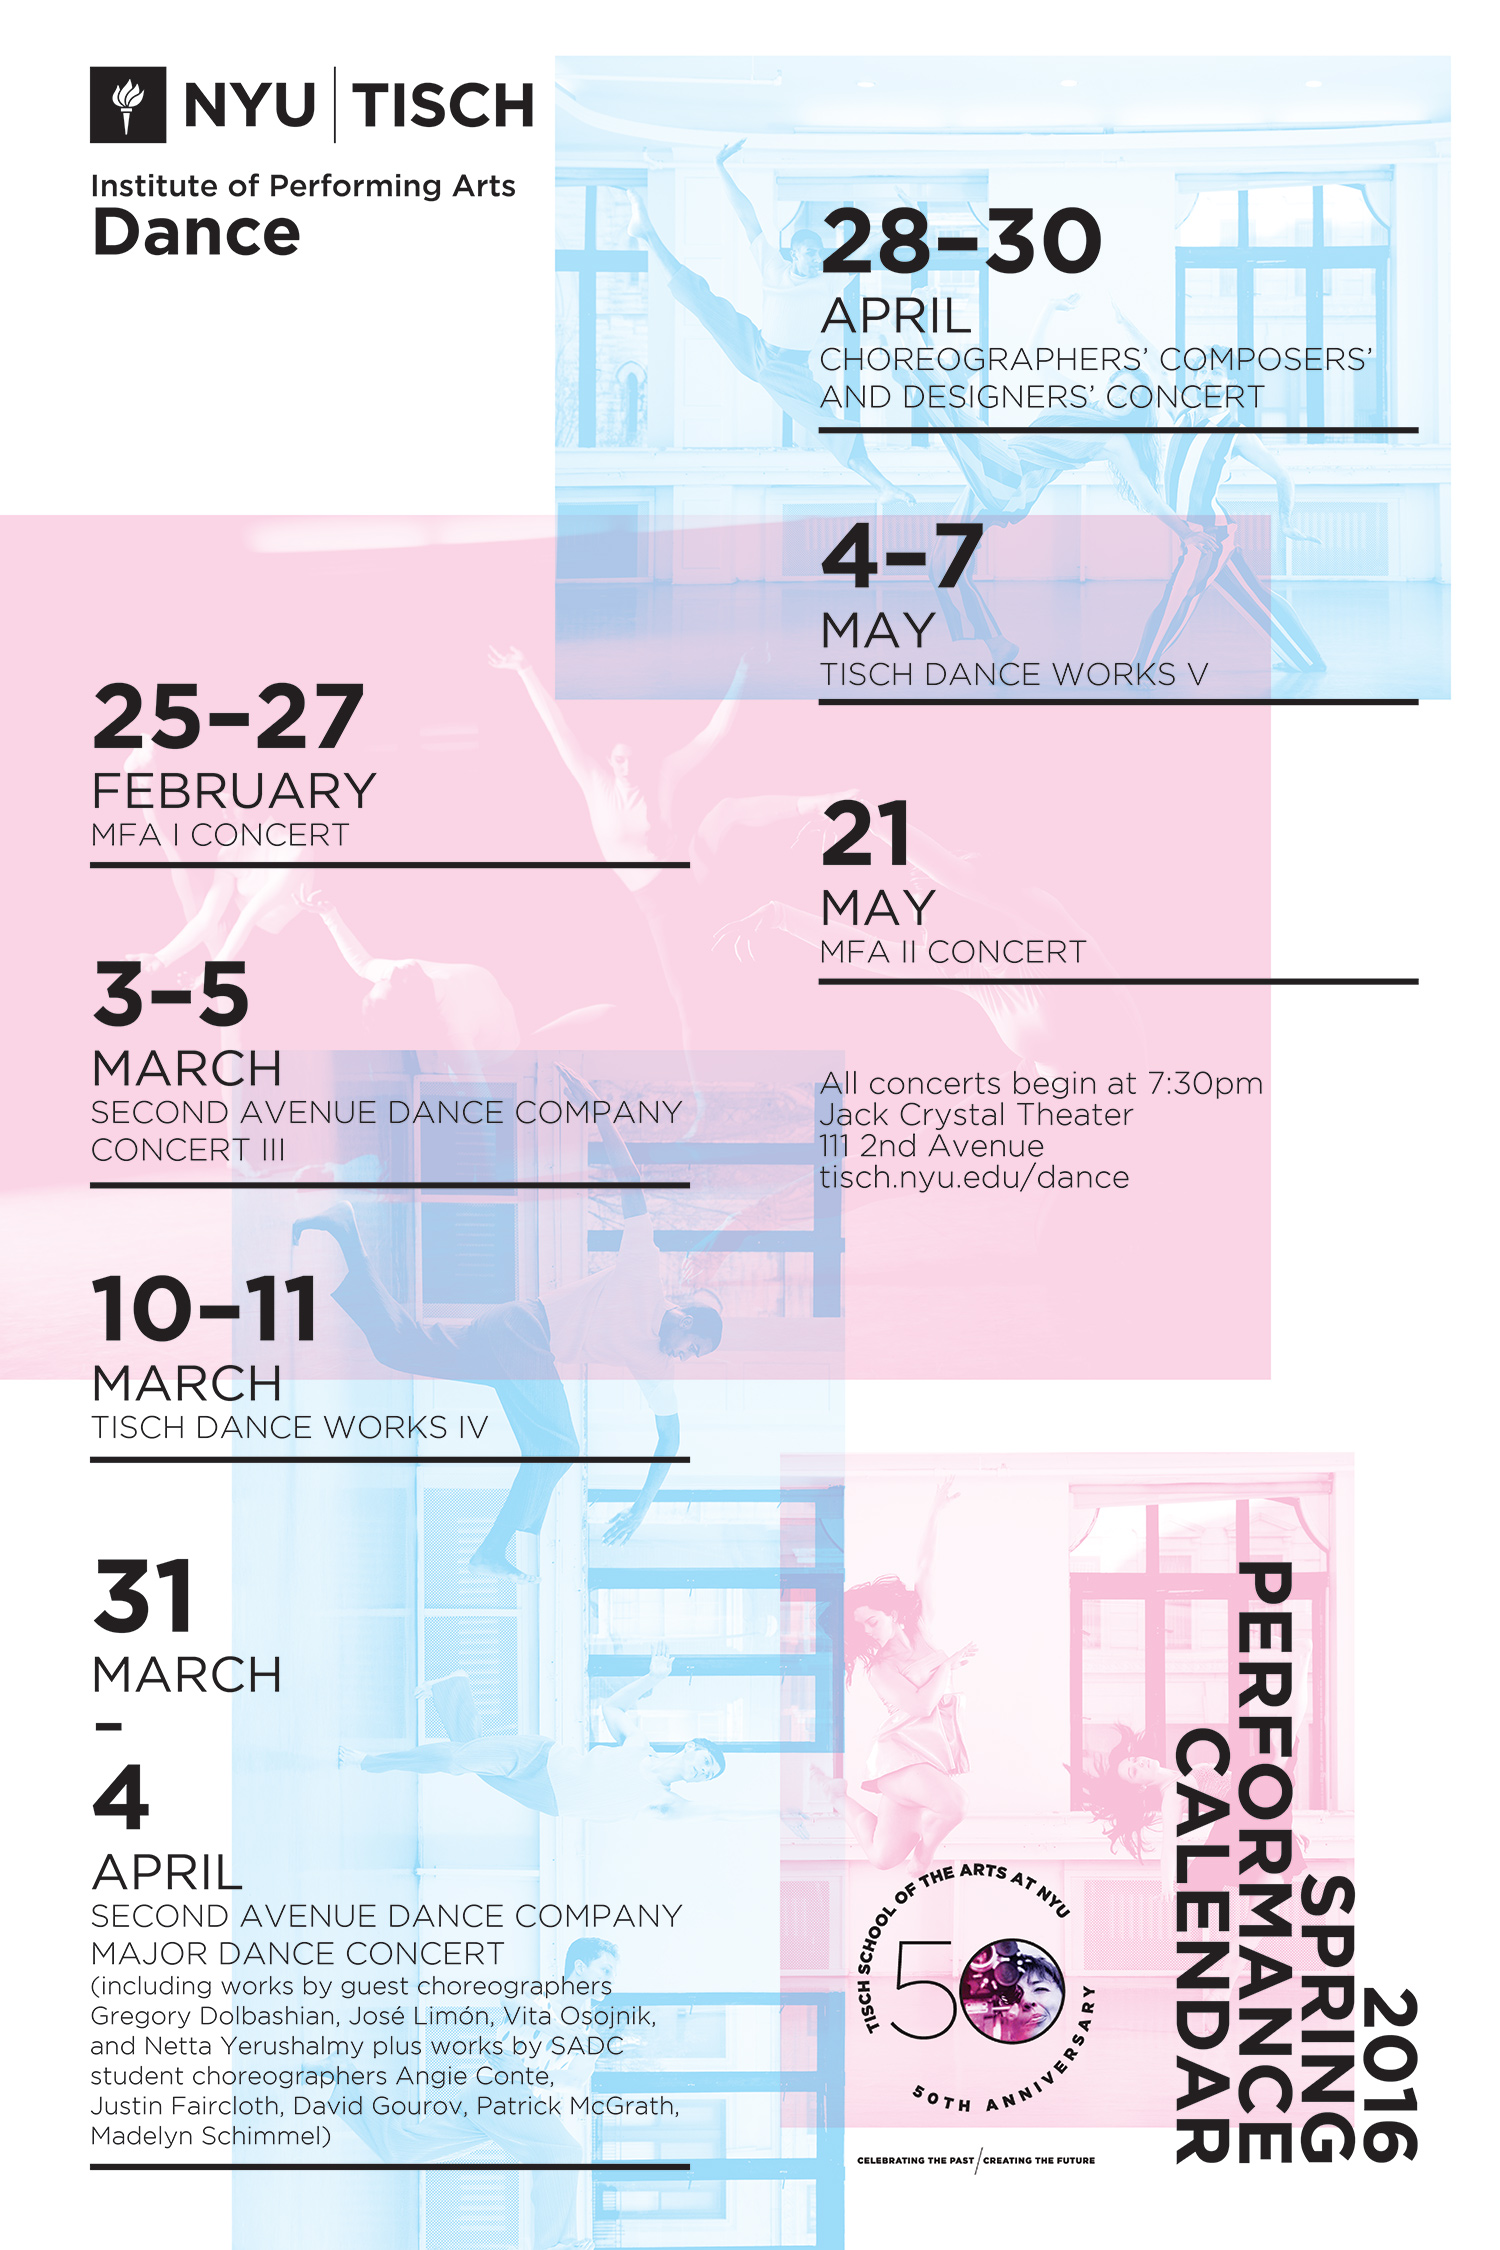 NYU TISCH
Institute of Performing Arts
Dance
25–27
FEBRUARY
MFA I CONCERT
3–5
MARCH
SECOND AVENUE DANCE COMPANY
CONCERT III
10–11
MARCH
TISCH DANCE WORKS IV
31
MARCH
–
4
APRIL
SECOND AVENUE DANCE COMPANY
MAJOR DANCE CONCERT
(including works by guest choreographers
Gregory Dolbashian, José Limón, Vita Osojnik,
and Netta Yerushalmy plus works by SADC
student choreographers Angie Conte,
Justin Faircloth, David Gourov, Patrick McGrath,
Madelyn Schimmel)
28–30
APRIL
CHOREOGRAPHERS’ COMPOSERS’
AND DESIGNERS’ CONCERT
4–7
MAY
TISCH DANCE WORKS V
21
MAY
MFA II CONCERT
All concerts begin at 7:30pm
Jack Crystal Theater
111 2nd Avenue
tisch.nyu.edu/dance
TISCH SCHOOL OF THE ARTS AT NYU
50
50TH ANNIVERSARY
CELEBRATING THE PAST / CREATING THE FUTURE
2016
SPRING
PERFORMANCE
CALENDAR